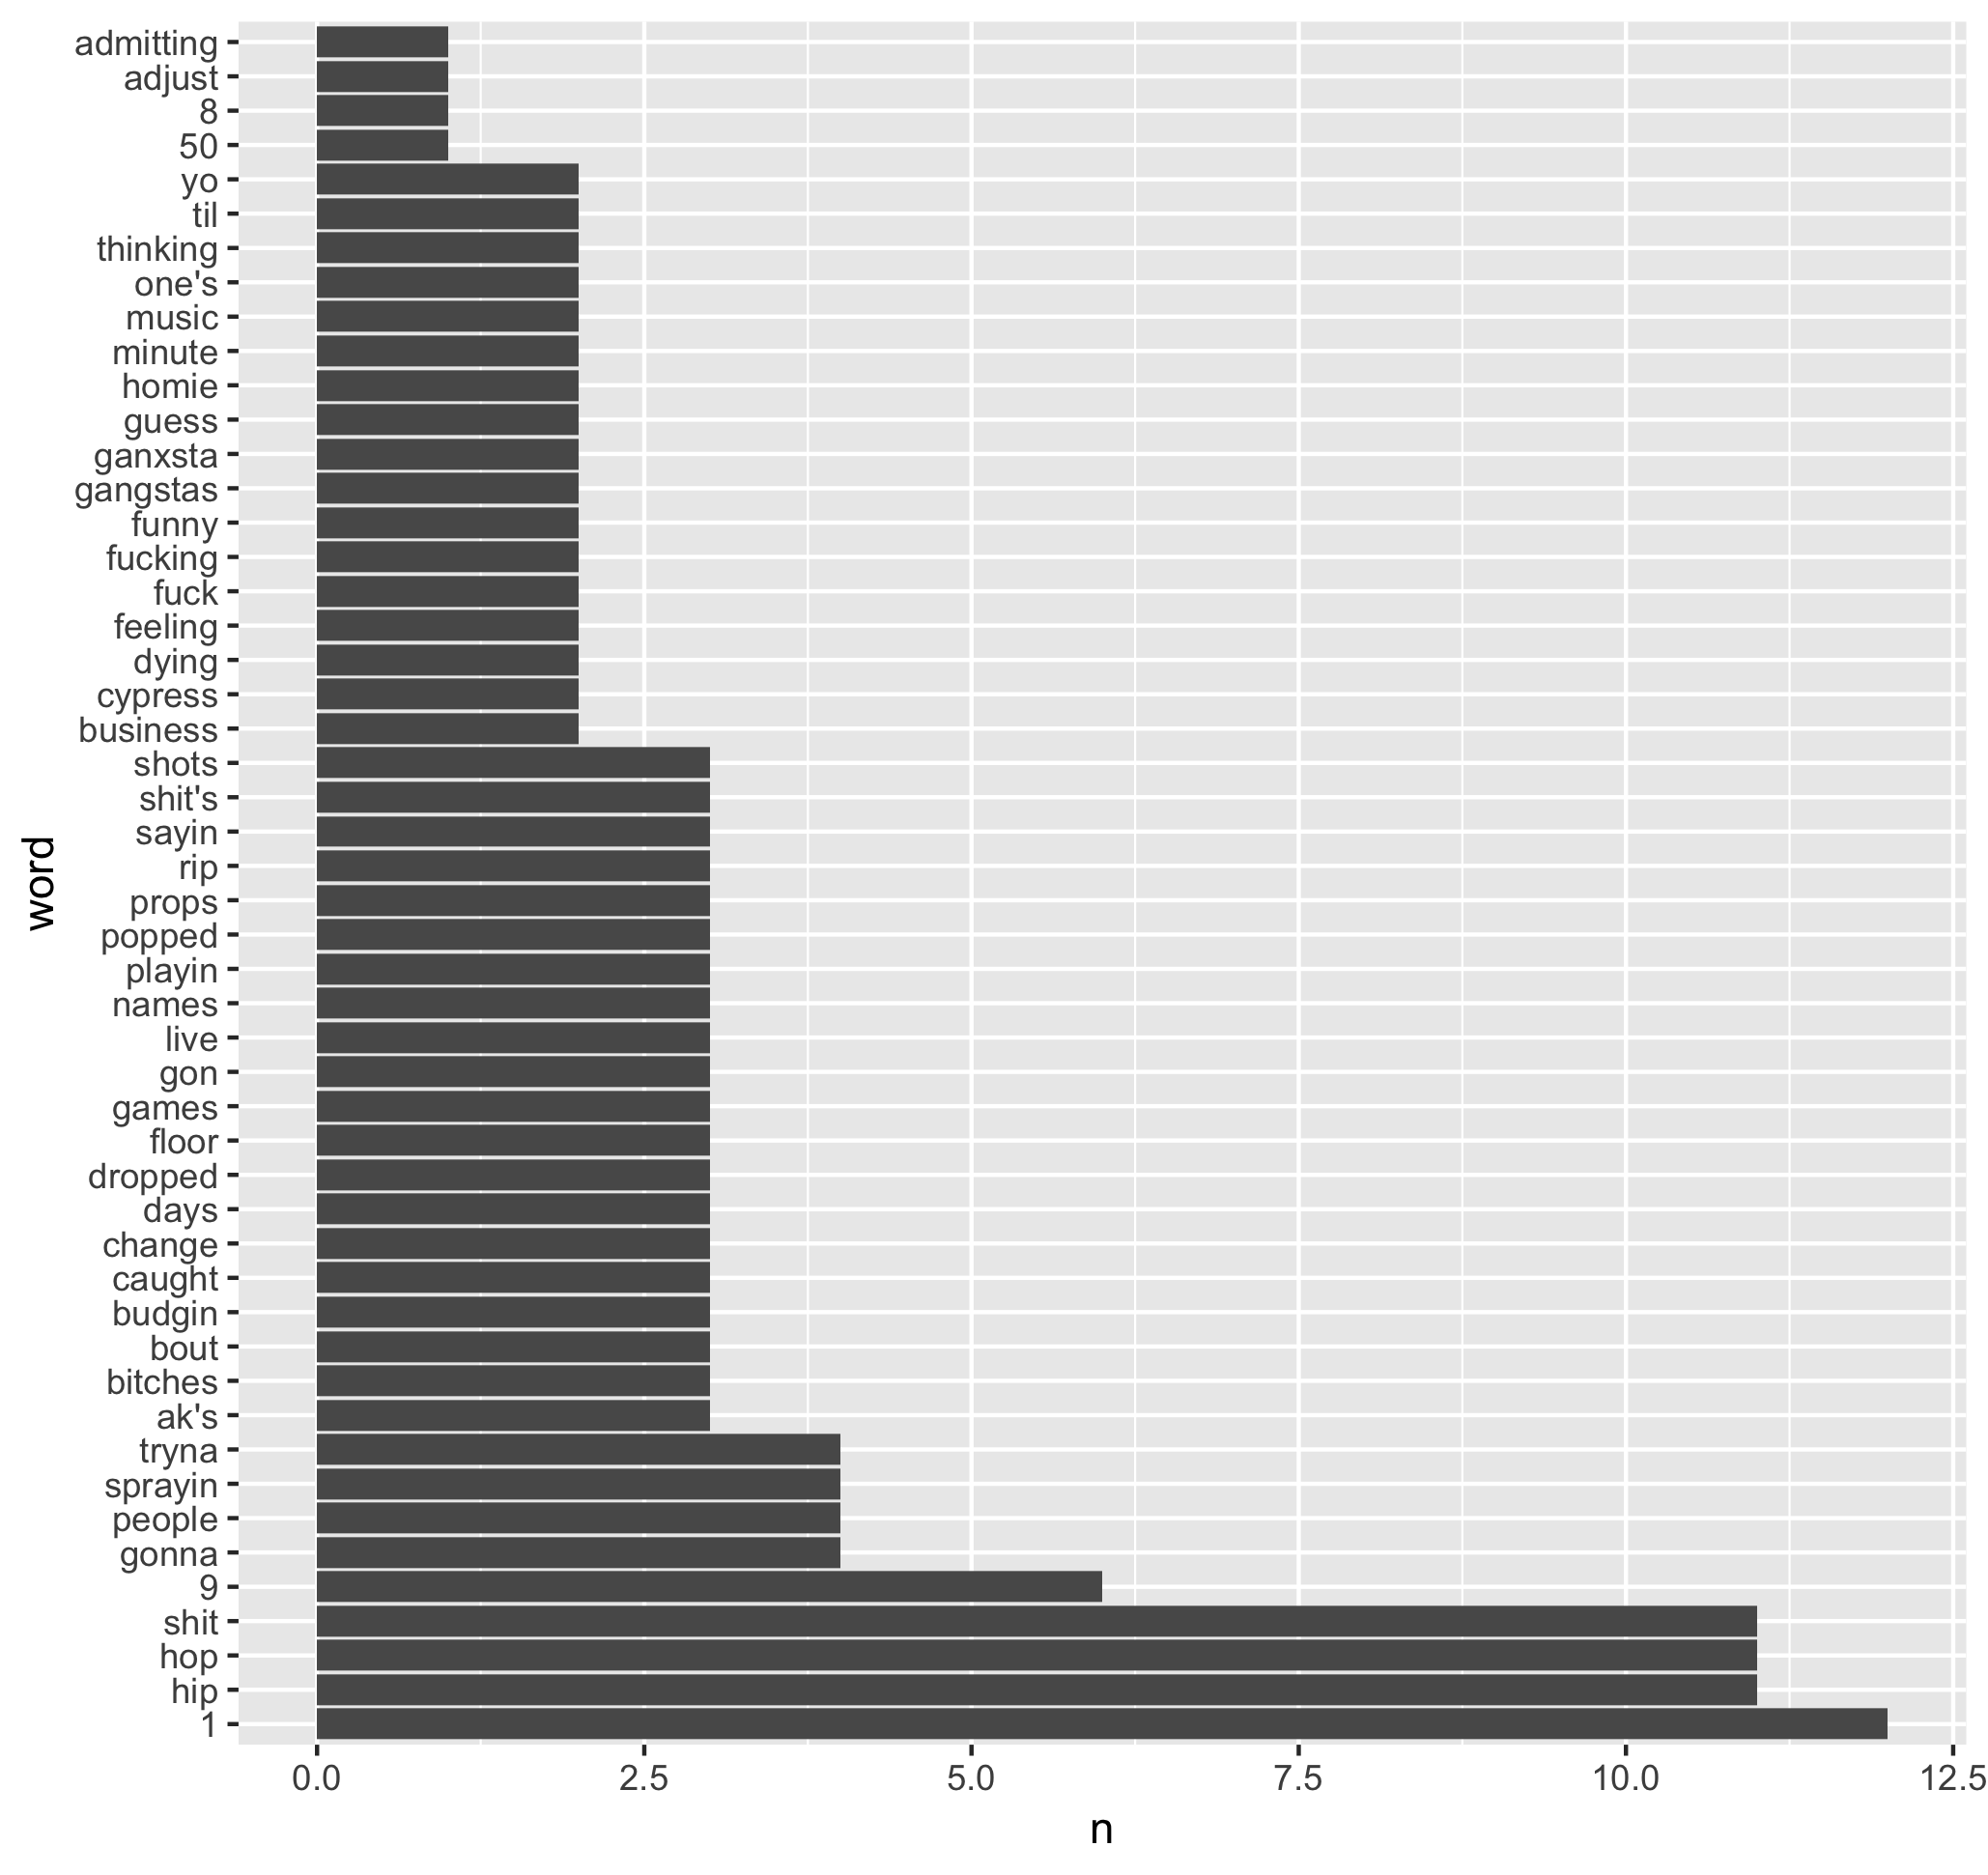 admitting
adjust
8
50
yo
til
thinking
one's
music
minute
homie
guess
ganxsta
gangstas
funny
fucking
fuck
feeling
dying
cypress
business
shots
shit's
sayin
rip
props
popped
playin
names
live
gon
games
floor
dropped
days
change
caught
budgin
bout
bitches
ak's
tryna
sprayin
people
gonna
9
shit
hop
hip
1
word
0.0 2.5 5.0 7.5 10.0 12.5
n